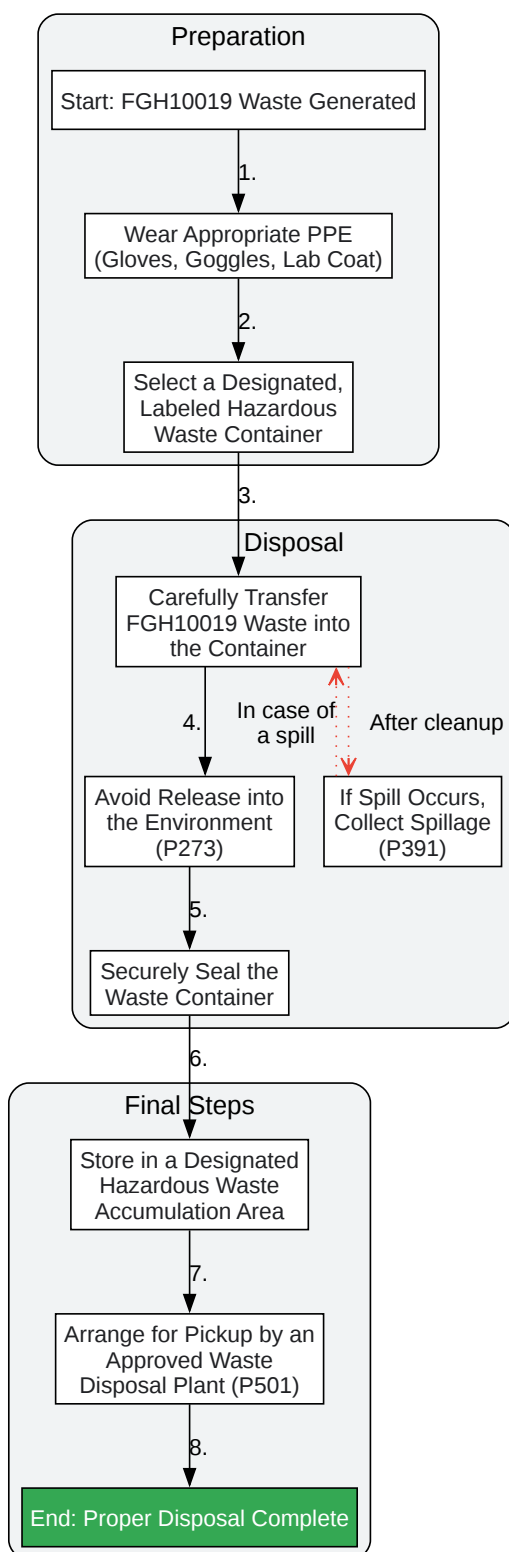 Preparation
Start: FGH10019 Waste Generated
1.
Wear Appropriate PPE
(Gloves, Goggles, Lab Coat)
2.
Select a Designated,
Labeled Hazardous
Waste Container
3.
Disposal
Carefully Transfer
FGH10019 Waste into
the Container
4.
In case of
a spill
After cleanup
Avoid Release into
the Environment
(P273)
If Spill Occurs,
Collect Spillage
(P391)
5.
Securely Seal the
Waste Container
6.
Final Steps
Store in a Designated
Hazardous Waste
Accumulation Area
7.
Arrange for Pickup by an
Approved Waste
Disposal Plant (P501)
8.
End: Proper Disposal Complete